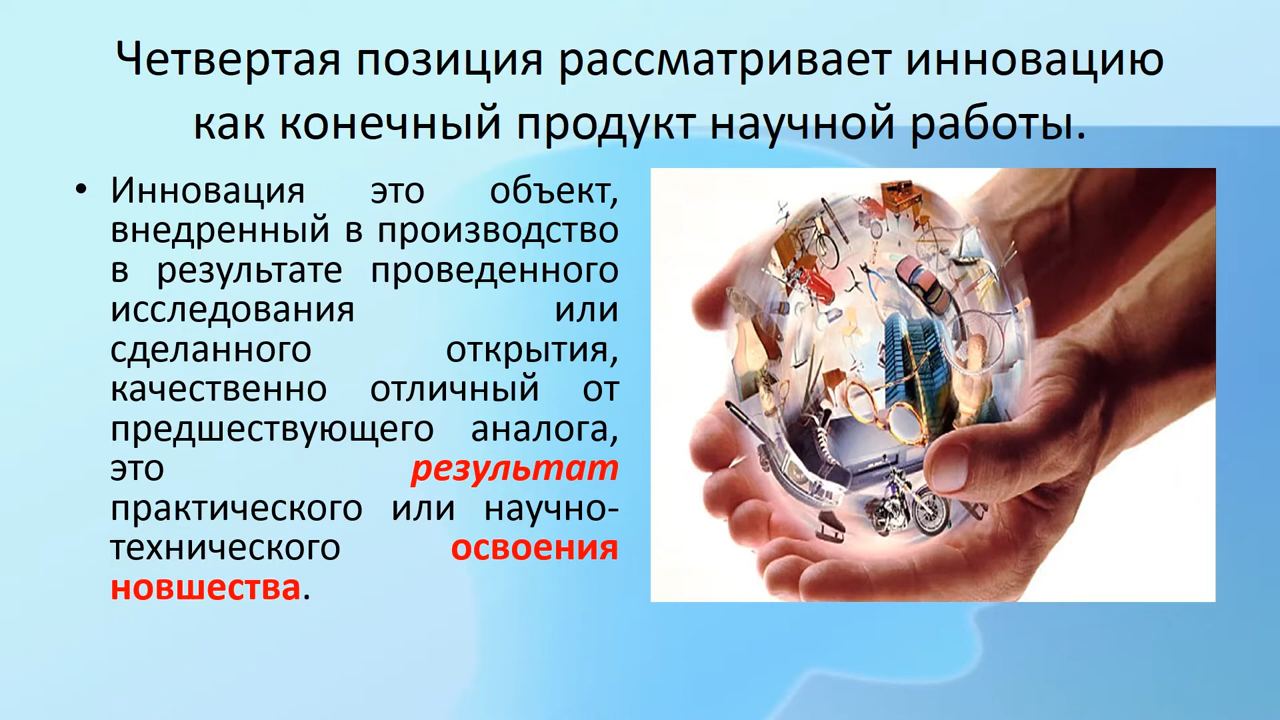 Четвертая позиция рассматривает инновацию
как конечный продукт научной работы.
• Инновация это объект,
внедренный в производство
в результате проведенного
исследования или
сделанного открытия,
качественно отличный от
предшествующего аналога,
это результат
практического или научно-
технического освоения
новшества.